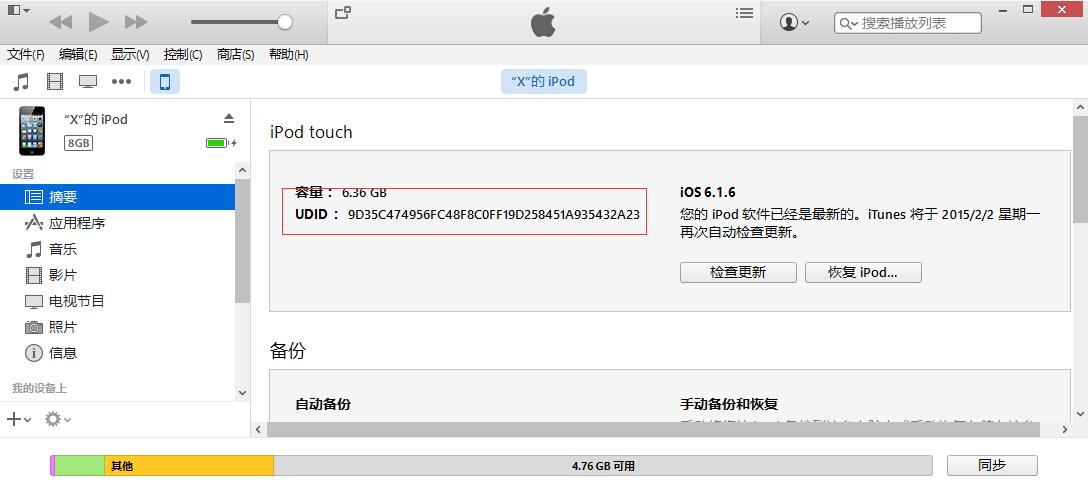 搜索播放列表
文件(F) 编辑(E) 显示(V) 控制(C) 商店(S) 帮助(H)
“X”的 iPod
“X”的 iPod
8GB
设置
摘要
应用程序
音乐
影片
电视节目
照片
信息
我的设备上
iPod touch
容量： 6.36 GB
UDID： 9D35C474956FC48F8C0FF19D258451A935432A23
iOS 6.1.6
您的 iPod 软件已经是最新的。iTunes 将于 2015/2/2 星期一
再次自动检查更新。
检查更新 恢复 iPod...
备份
自动备份
手动备份和恢复
其他
4.76 GB 可用
同步